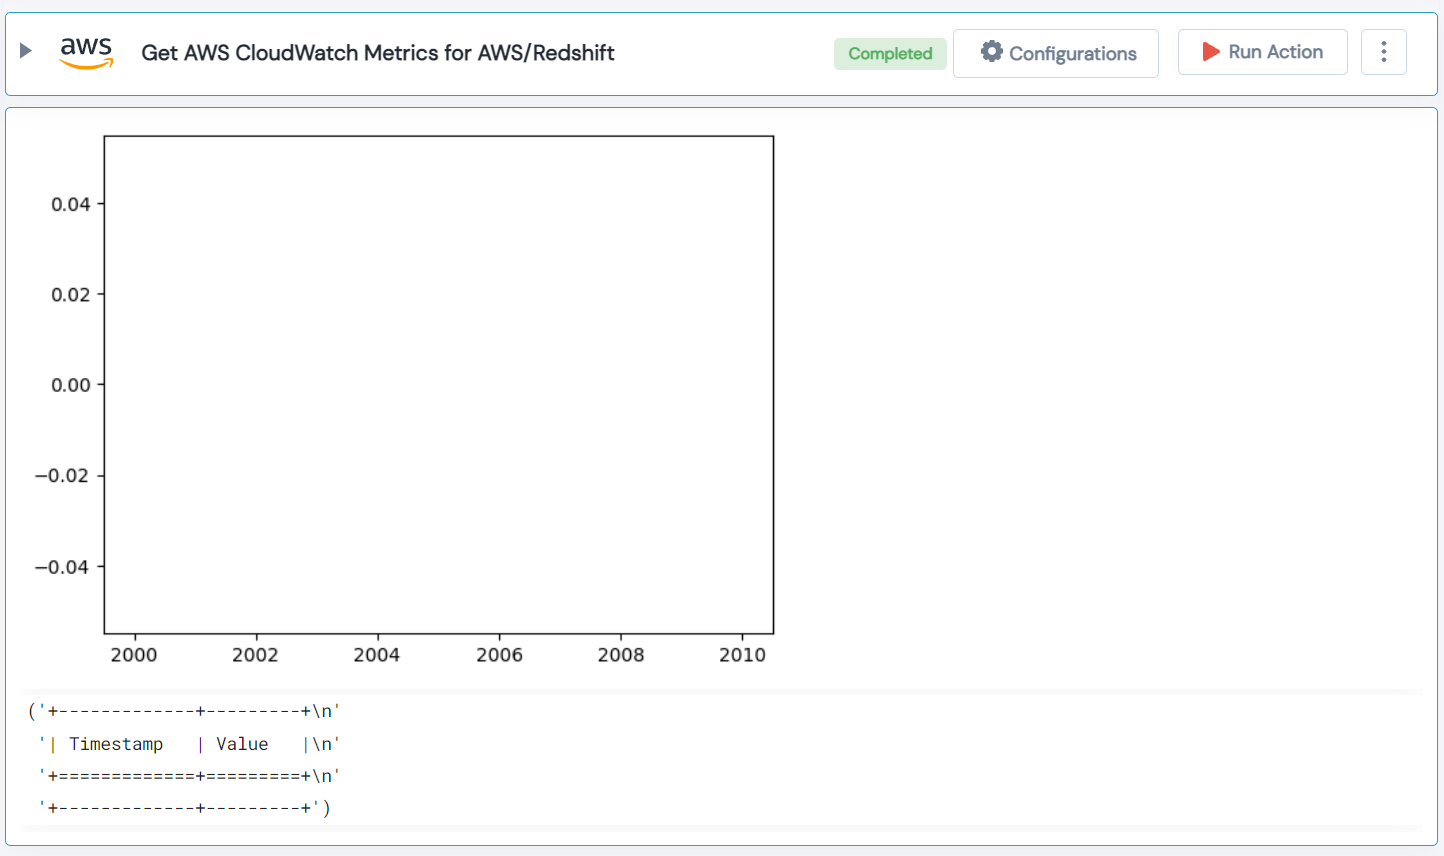 aws Get AWS CloudWatch Metrics for AWS/Redshift Completed Configurations Run Action
0.04
0.02
0.00
−0.02
−0.04
2000 2002 2004 2006 2008 2010
('+-------------+---------+\n'
'| Timestamp   | Value   |\n'
'+=============+=========+\n'
'+-------------+---------+')